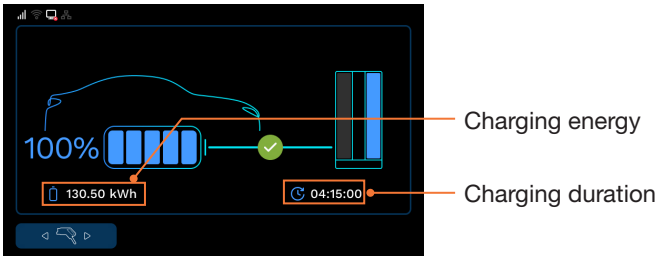 100%
130.50 kWh
04:15:00
Charging energy
Charging duration